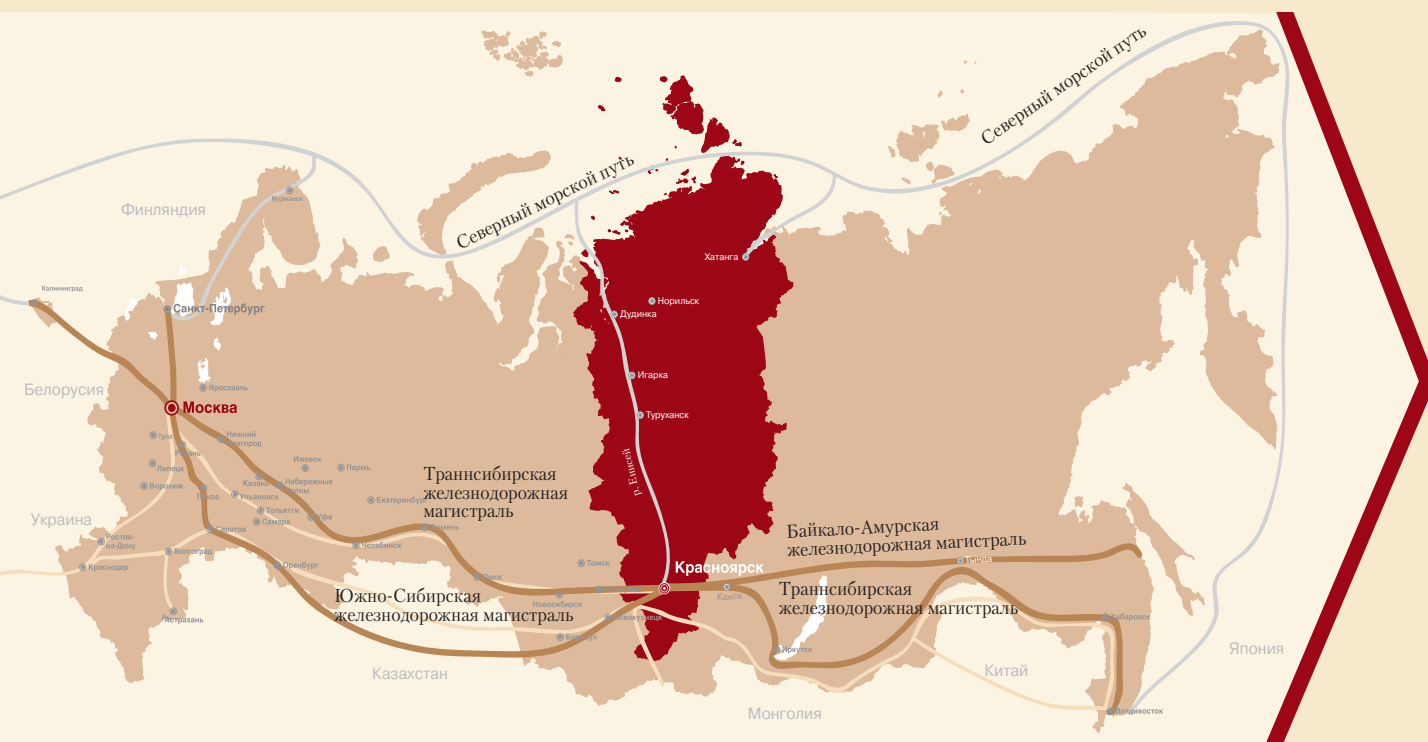 Северный морской путь
Северный морской путь
Финляндия
Мурманск
Калининград
Санкт-Петербург
Белорусия
Ярославль
Москва
Хатанга
Норильск
Дудинка
Игарка
Туруханск
р. Енисей
Тула
Рязань
Нижний
Новгород
Липецк
Воронеж
Пенза
Казань
Ульяновск
Ижевск
Набережные
Челны
Пермь
Тольятти
Самара
Уфа
Екатеринбург
Траннсибирская
железнодорожная
магистраль
Тюмень
Челябинск
Украина
Ростов-
на-Дону
Краснодар
Саратов
Волгоград
Оренбург
Астрахань
Омск
Томск
Новосибирск
Новокузнецк
Барнаул
Южно-Сибирская
железнодорожная магистраль
Красноярск
Канск
Байкало-Амурская
железнодорожная магистраль
Тында
Траннсибирская
железнодорожная магистраль
Иркутск
Хабаровск
Владивосток
Казахстан
Монголия
Китай
Япония